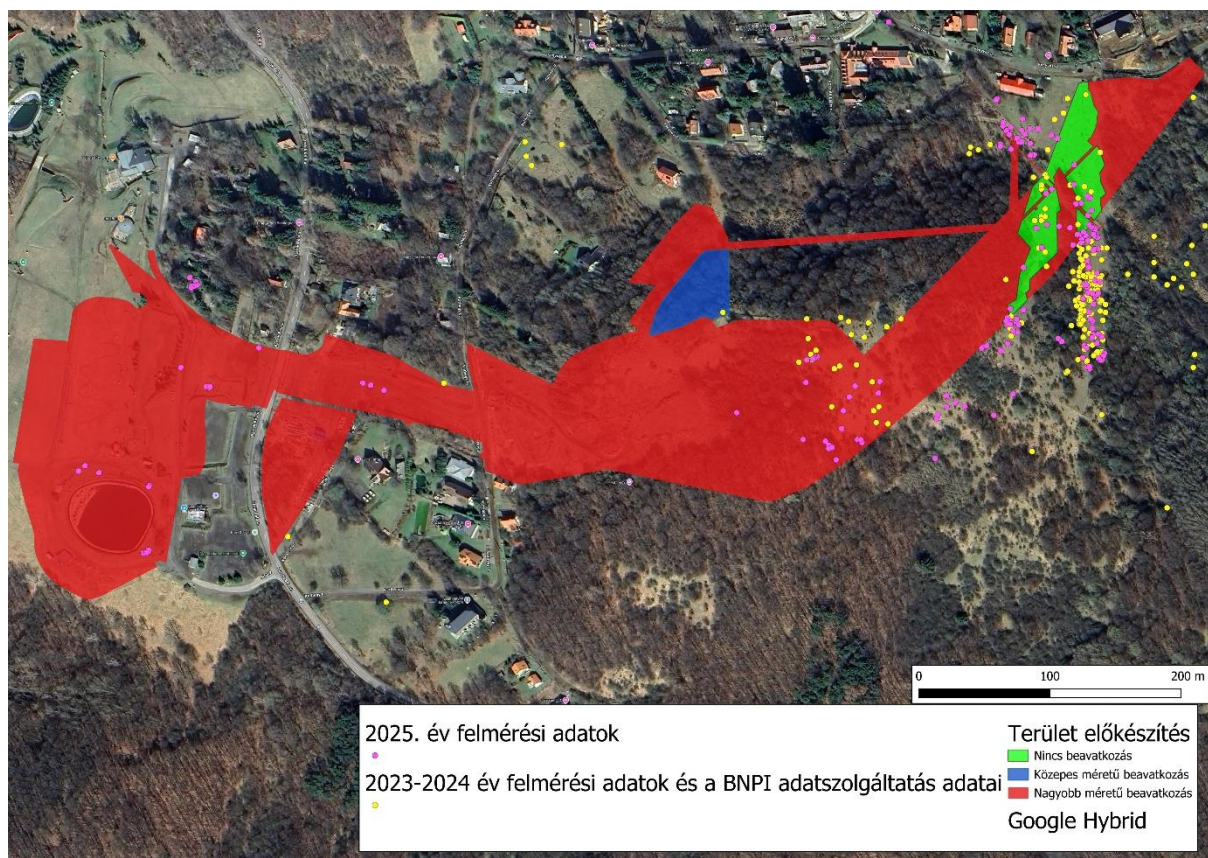 0
100
200 m
2025. év felmérési adatok
2023-2024 év felmérési adatok és a BNPI adatszolgáltatás adatai
Terület előkészítés
Nincs beavatkozás
Közepes méretű beavatkozás
Nagyobb méretű beavatkozás
Google Hybrid